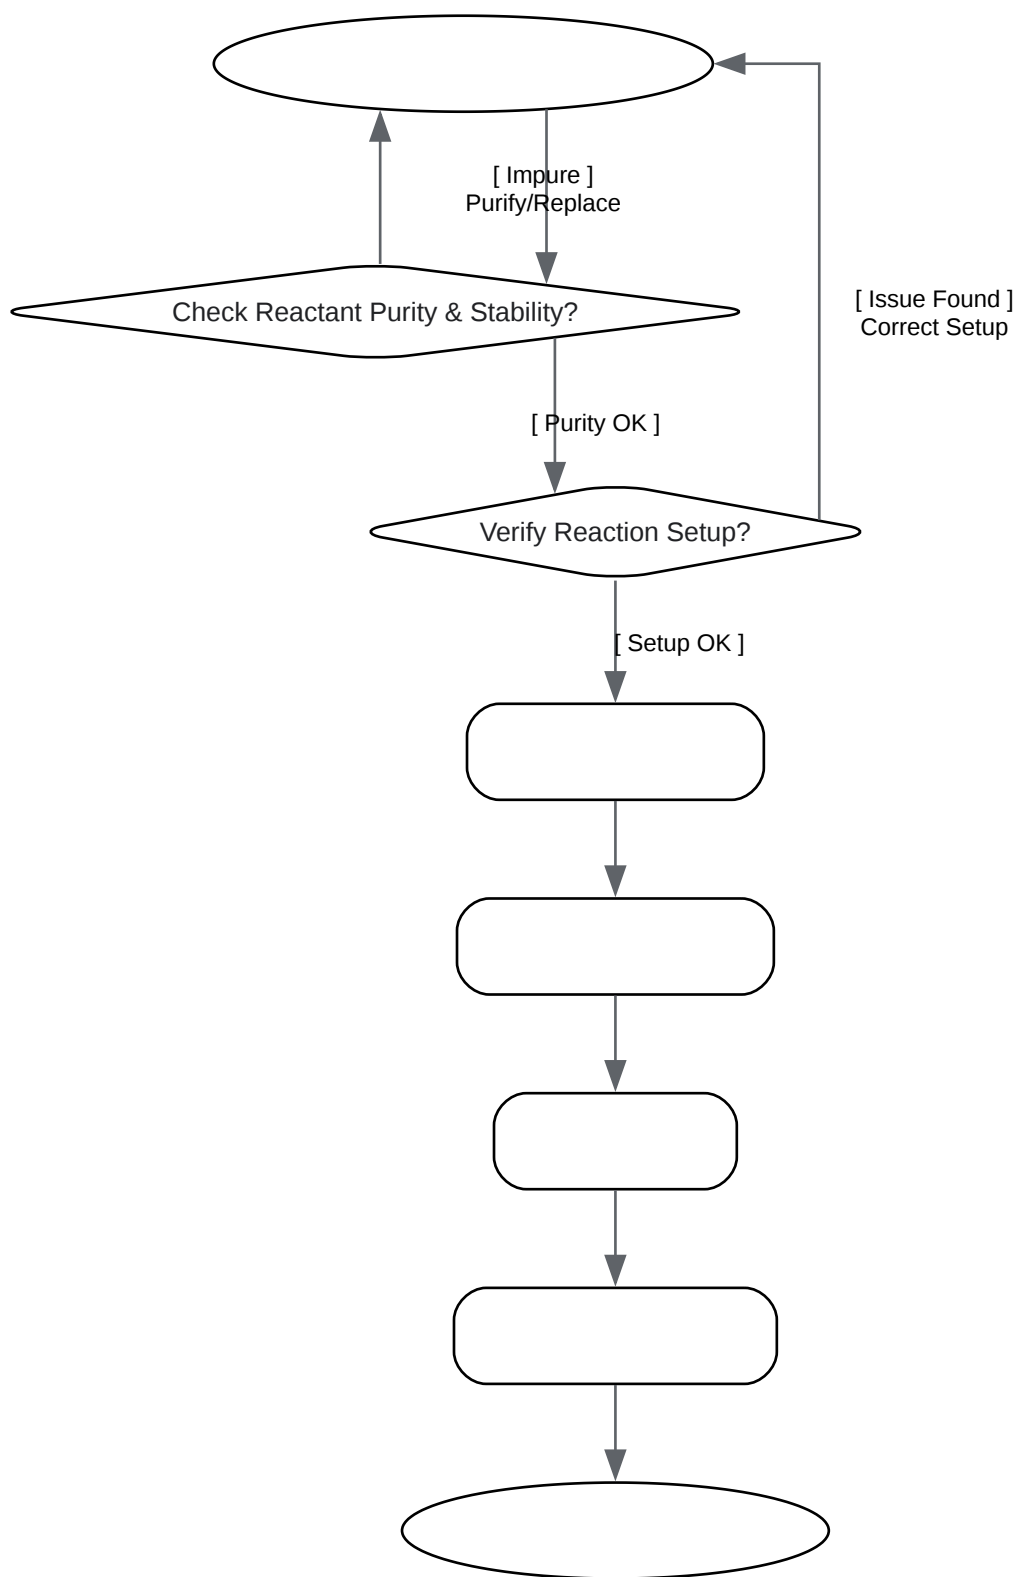 [ Impure ]
Purify/Replace
Check Reactant Purity & Stability?
[ Issue Found ]
Correct Setup
[ Purity OK ]
Verify Reaction Setup?
[ Setup OK ]